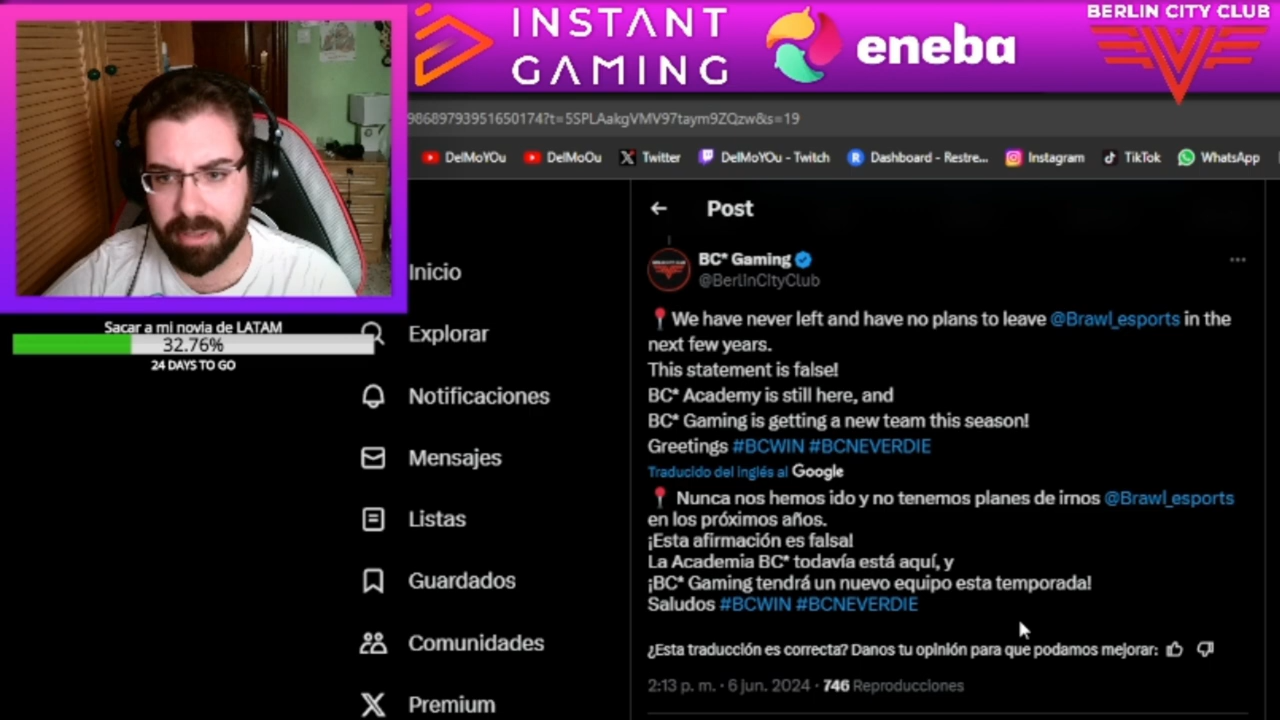 INSTANT
GAMING
eneba
BERLIN CITY CLUB
98689793951650174?t=5SPLAakgVMV97taym9ZQzw&s=19
DelMoYOu
DelMoOu
Twitter
DelMoYOu - Twitch
Dashboard - Restre...
Instagram
TikTok
WhatsApp
Sacar a mi novia de LATAM
32.76%
24 DAYS TO GO
Inicio
Explorar
Notificaciones
Mensajes
Listas
Guardados
Comunidades
Premium
Post
BC* Gaming
@BerlinCityClub
We have never left and have no plans to leave @Brawl_esports in the
next few years.
This statement is false!
BC* Academy is still here, and
BC* Gaming is getting a new team this season!
Greetings #BCWIN #BCNEVERDIE
Traducido del inglés al Google
Nunca nos hemos ido y no tenemos planes de irnos @Brawl_esports
en los próximos años.
¡Esta afirmación es falsa!
La Academia BC* todavía está aquí, y
¡BC* Gaming tendrá un nuevo equipo esta temporada!
Saludos #BCWIN #BCNEVERDIE
¿Esta traducción es correcta? Danos tu opinión para que podamos mejorar:
2:13 p. m. · 6 jun. 2024 · 746 Reproducciones